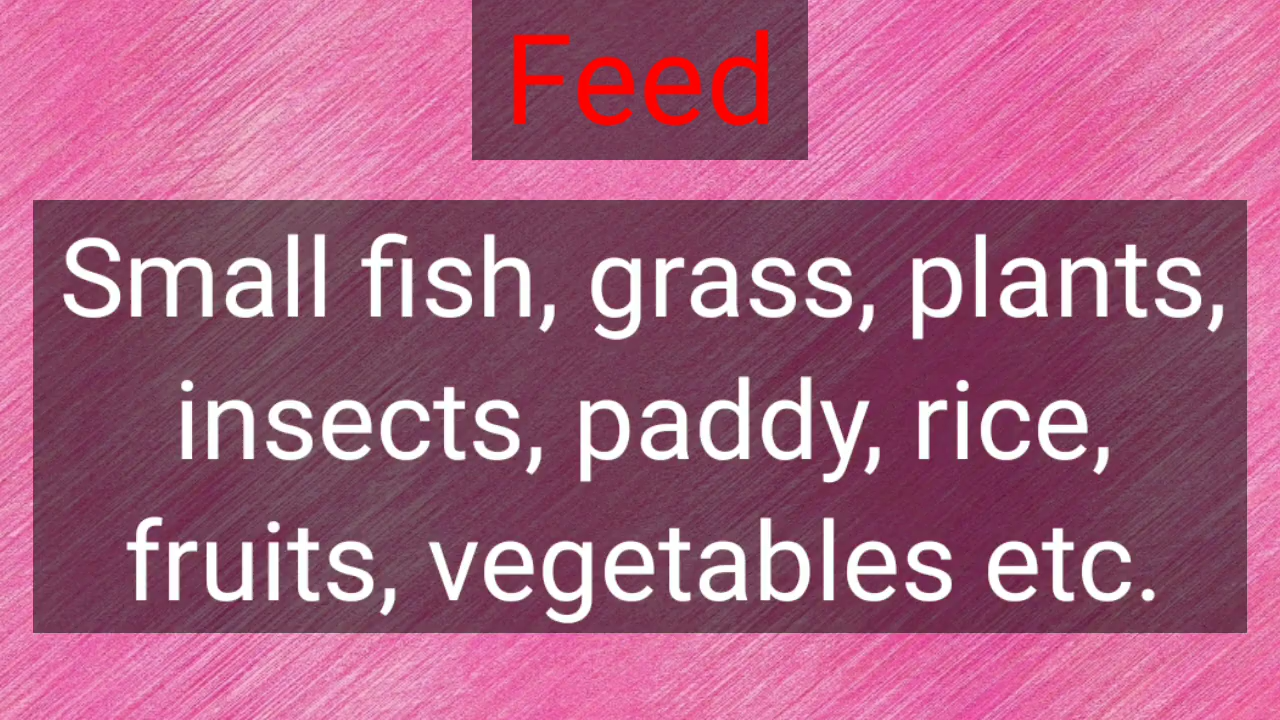 Feed
Small fish, grass, plants,
insects, paddy, rice,
fruits, vegetables etc.